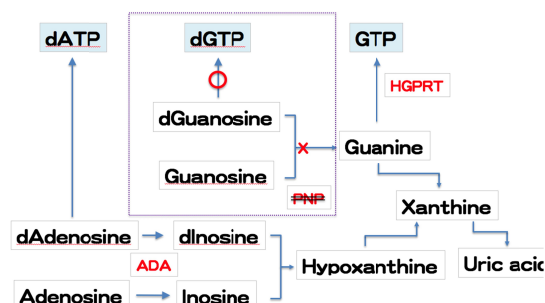 dATP
dGTP
GTP
HGPRT
dGuanosine
Guanine
Guanosine
PNP
Xanthine
dAdenosine
dInosine
ADA
Hypoxanthine
Uric acid
Adenosine
Inosine